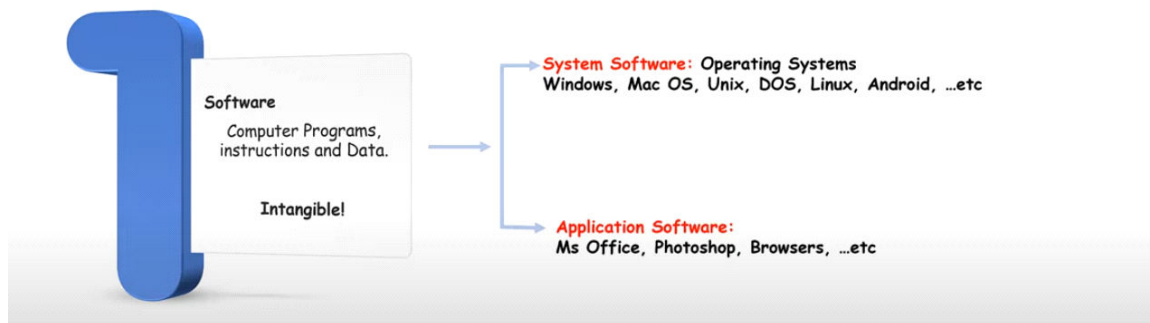 Software
Computer Programs,
instructions and Data.
Intangible!
System Software: Operating Systems
Windows, Mac OS, Unix, DOS, Linux, Android, …etc
Application Software:
Ms Office, Photoshop, Browsers, …etc